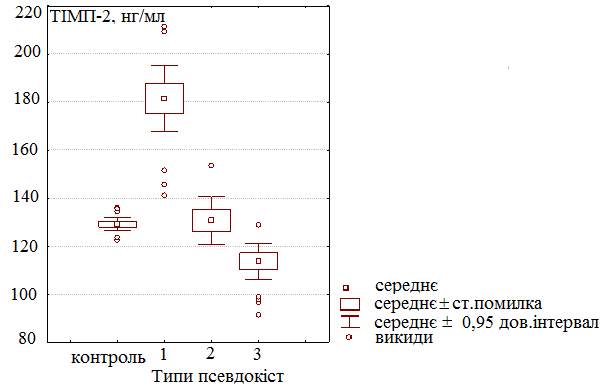 220
ТІМП-2, нг/мл
200
180
160
140
120
100
80
контроль 1 2 3
Типи псевдокіст
середнє
середнє±ст.помилка
середнє ± 0,95 дов.інтервал
викиди